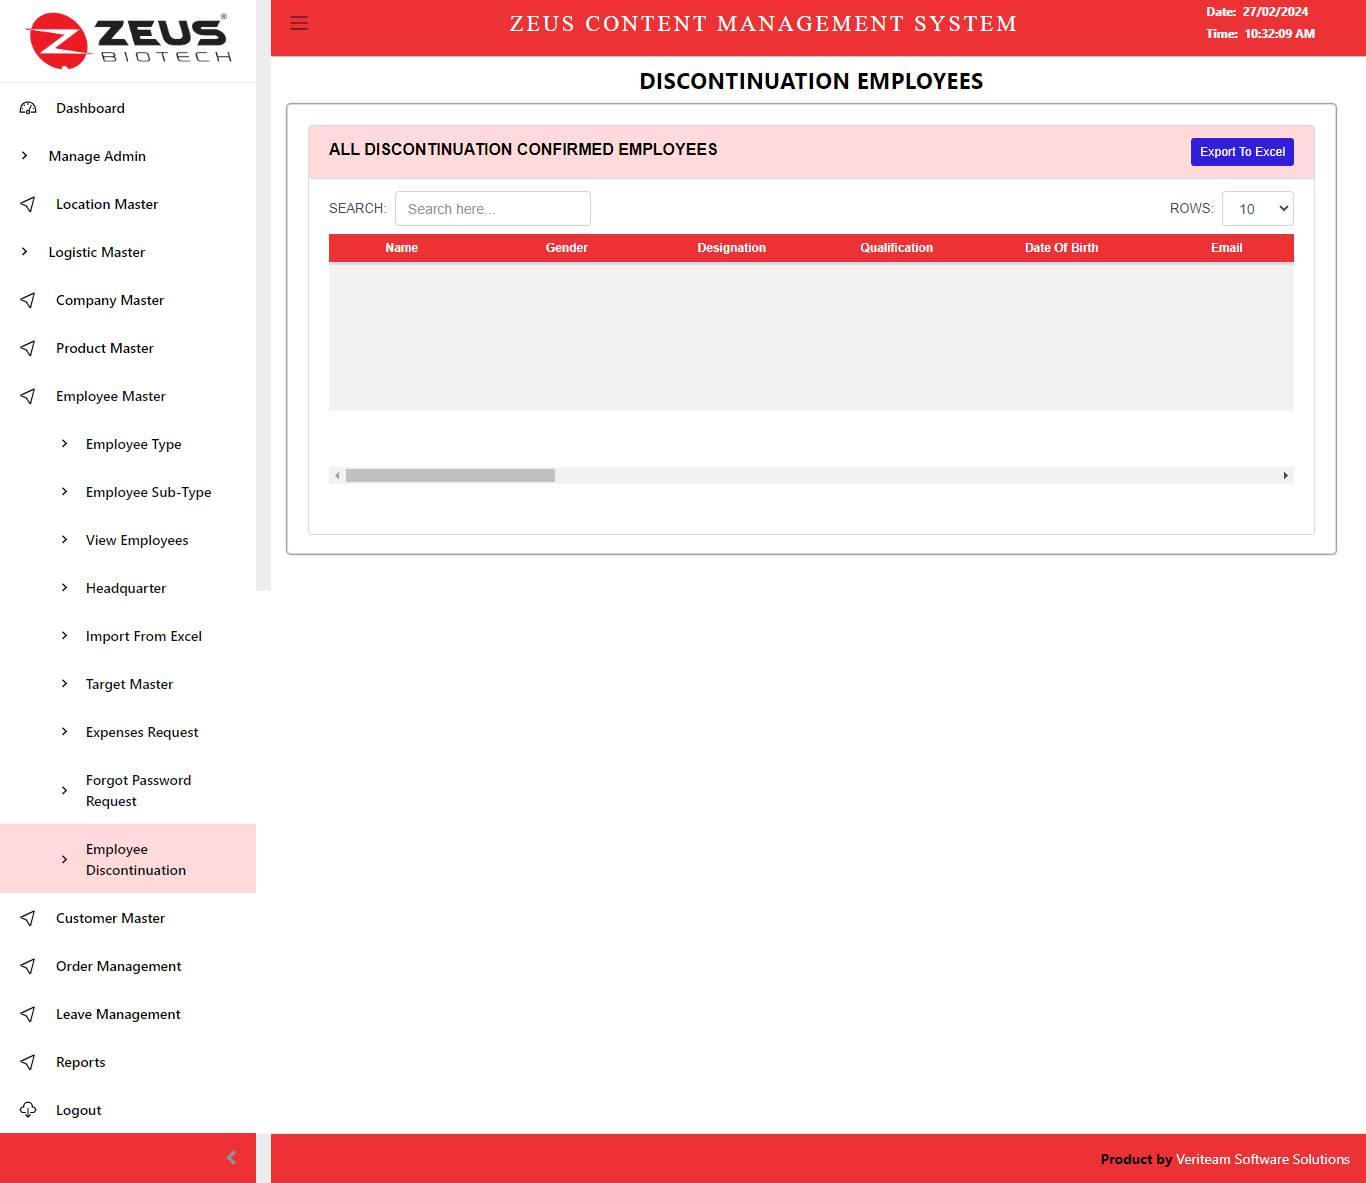 ZEUS®
BIOTECH
Dashboard
Manage Admin
Location Master
Logistic Master
Company Master
Product Master
Employee Master
Employee Type
Employee Sub-Type
View Employees
Headquarter
Import From Excel
Target Master
Expenses Request
Forgot Password
Request
Employee
Discontinuation
Customer Master
Order Management
Leave Management
Reports
Logout
ZEUS CONTENT MANAGEMENT SYSTEM
Date: 27/02/2024
Time: 10:32:09 AM
DISCONTINUATION EMPLOYEES
ALL DISCONTINUATION CONFIRMED EMPLOYEES
Export To Excel
SEARCH: Search here...
ROWS: 10
Name Gender Designation Qualification Date Of Birth Email
Product by Veriteam Software Solutions